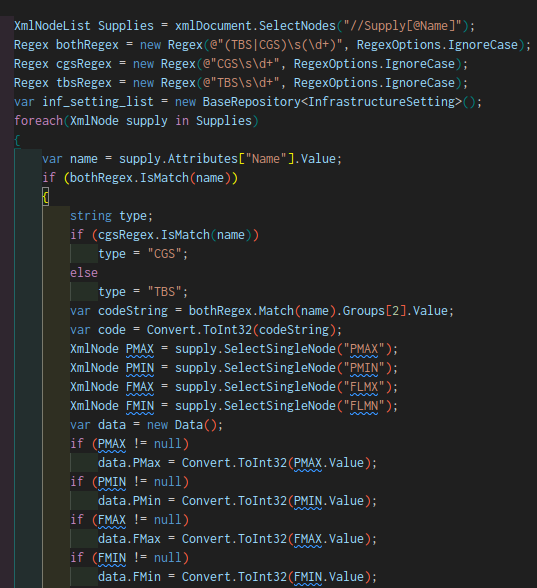 XmlNodeList Supplies = xmlDocument.SelectNodes("//Supply[@Name]");
Regex bothRegex = new Regex(@"(TBS|CGS)\s(\d+)", RegexOptions.IgnoreCase);
Regex cgsRegex = new Regex(@"CGS\s\d+", RegexOptions.IgnoreCase);
Regex tbsRegex = new Regex(@"TBS\s\d+", RegexOptions.IgnoreCase);
var inf_setting_list = new BaseRepository<InfrastructureSetting>();
foreach(XmlNode supply in Supplies)
{
var name = supply.Attributes["Name"].Value;
if (bothRegex.IsMatch(name))
{
string type;
if (cgsRegex.IsMatch(name))
type = "CGS";
else
type = "TBS";
var codeString = bothRegex.Match(name).Groups[2].Value;
var code = Convert.ToInt32(codeString);
XmlNode PMAX = supply.SelectSingleNode("PMAX");
XmlNode PMIN = supply.SelectSingleNode("PMIN");
XmlNode FMAX = supply.SelectSingleNode("FLMX");
XmlNode FMIN = supply.SelectSingleNode("FLMN");
var data = new Data();
if (PMAX != null)
data.PMax = Convert.ToInt32(PMAX.Value);
if (PMIN != null)
data.PMin = Convert.ToInt32(PMIN.Value);
if (FMAX != null)
data.FMax = Convert.ToInt32(FMAX.Value);
if (FMIN != null)
data.FMin = Convert.ToInt32(FMIN.Value);